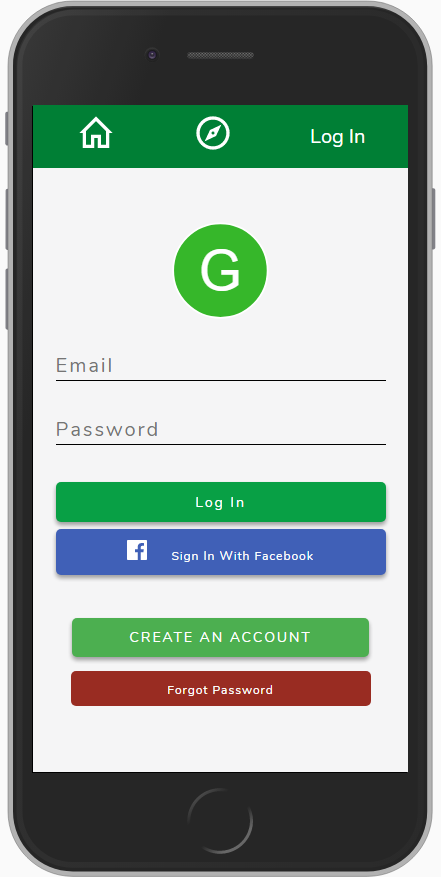 Log In
G
Email
Password
Log In
Sign In With Facebook
CREATE AN ACCOUNT
Forgot Password